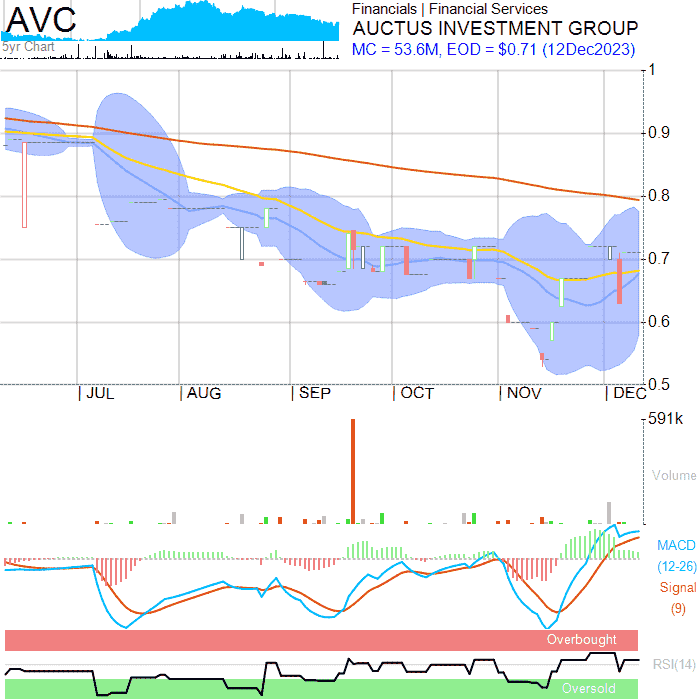 AVC
5yr Chart
Financials | Financial Services
AUCTUS INVESTMENT GROUP
MC = 53.6M, EOD = $0.71 (12Dec2023)
1
0.9
0.8
0.7
0.6
0.5
JUL AUG SEP OCT NOV DEC
591k
Volume
MACD
(12-26)
Signal
(9)
Overbought
RSI(14)
Oversold